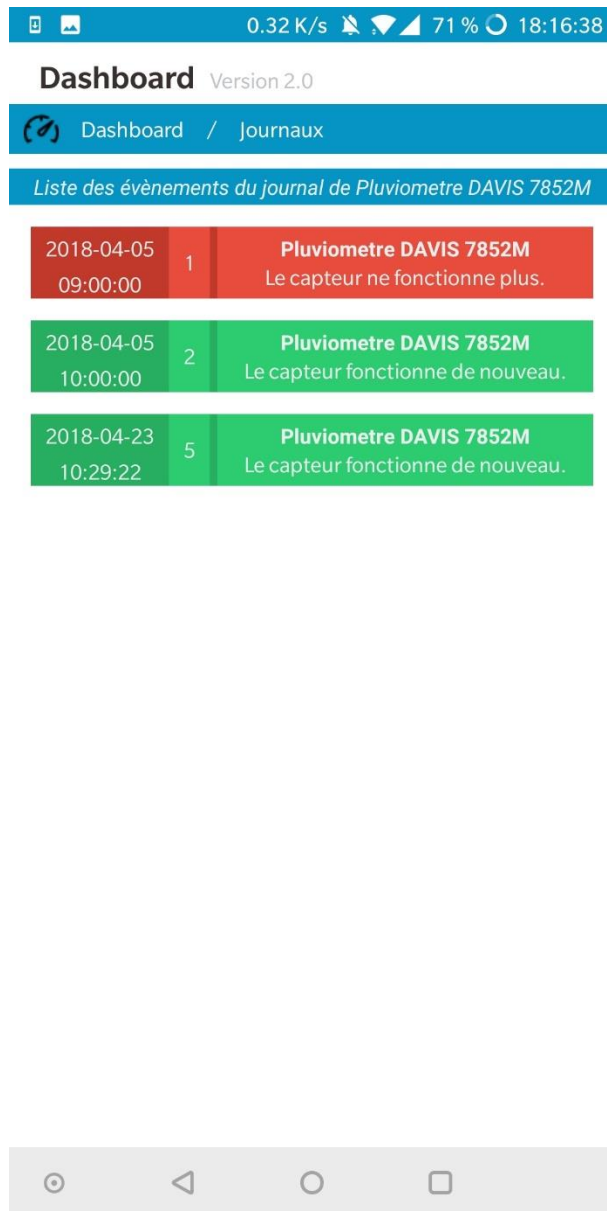 0.32 K/s 71 % 18:16:38
Dashboard Version 2.0
Dashboard / Journaux
Liste des évènements du journal de Pluviometre DAVIS 7852M
2018-04-05
09:00:00
1
Pluviometre DAVIS 7852M
Le capteur ne fonctionne plus.
2018-04-05
10:00:00
2
Pluviometre DAVIS 7852M
Le capteur fonctionne de nouveau.
2018-04-23
10:29:22
5
Pluviometre DAVIS 7852M
Le capteur fonctionne de nouveau.